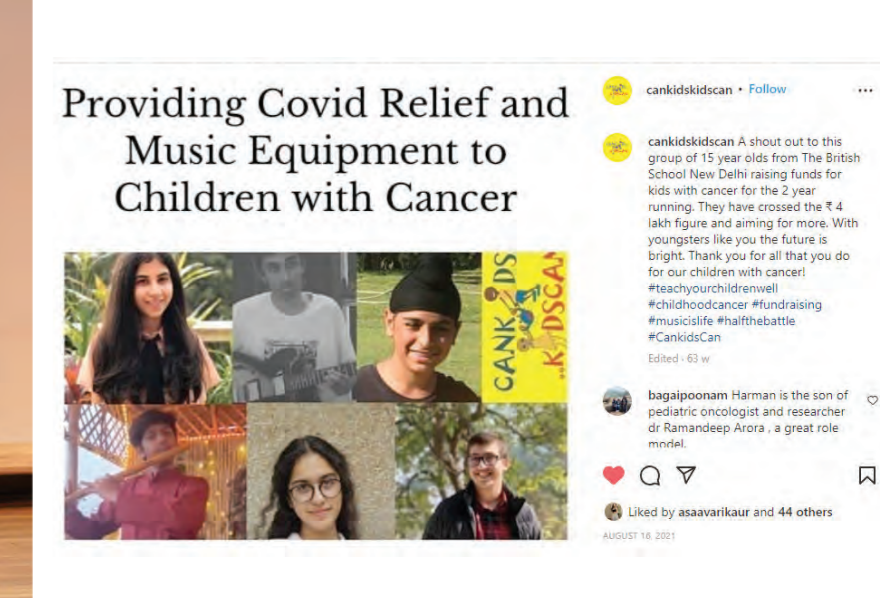 Providing Covid Relief and
Music Equipment to
Children with Cancer
CANKIDS
..KIDSCAN
cankidskidscan • Follow
...
cankidskidscan A shout out to this
group of 15 year olds from The British
School New Delhi raising funds for
kids with cancer for the 2 year
running. They have crossed the ₹ 4
lakh figure and aiming for more. With
youngsters like you the future is
bright. Thank you for all that you do
for our children with cancer!
#teachyourchildrenwell
#childhoodcancer #fundraising
#musicislife #halfthebattle
#CankidsCan
Edited · 63 w
bagaipoonam Harman is the son of
pediatric oncologist and researcher
dr Ramandeep Arora , a great role
model.
Liked by asaavarikaur and 44 others
AUGUST 18, 2021